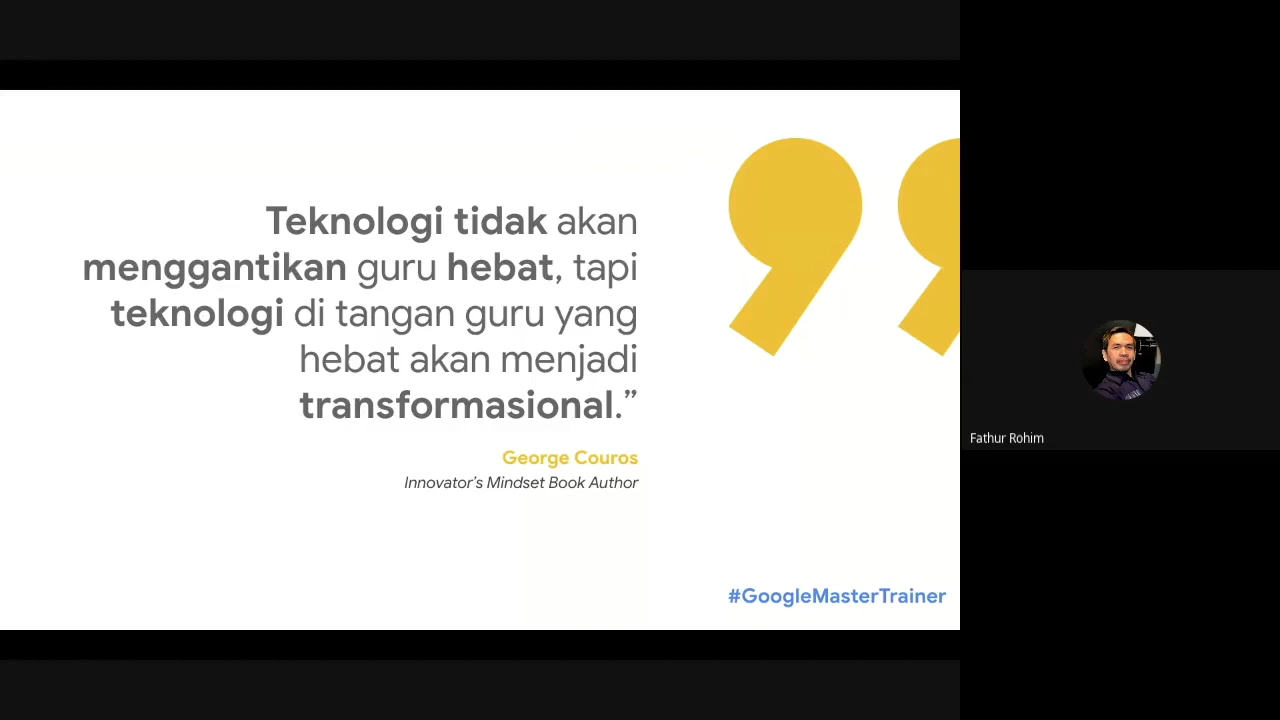 Teknologi tidak akan
menggantikan guru hebat, tapi
teknologi di tangan guru yang
hebat akan menjadi
transformasional.”
George Couros
Innovator’s Mindset Book Author
#GoogleMasterTrainer
Fathur Rohim